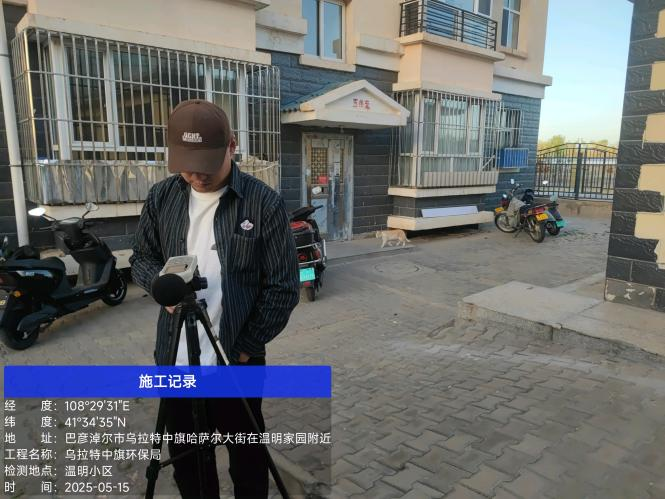 施工记录
经 度：108°29'31"E
纬 度：41°34'35"N
地 址：巴彦淖尔市乌拉特中旗哈萨尔大街在温明家园附近
工程名称：乌拉特中旗环保局
检测地点：温明小区
时 间：2025-05-15